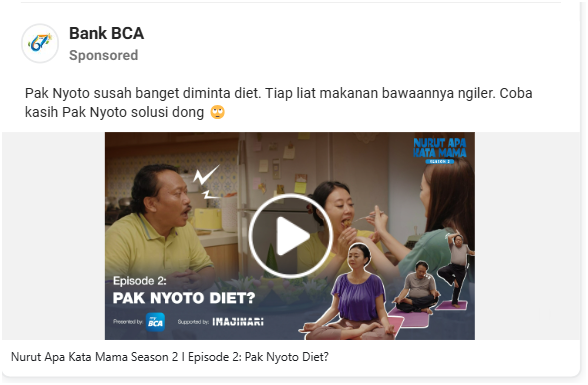 67
Bank BCA
Sponsored
Pak Nyoto susah banget diminta diet. Tiap liat makanan bawaannya ngiler. Coba
kasih Pak Nyoto solusi dong 🙄
NURUT APA
KATA MAMA
SEASON 2
Episode 2:
PAK NYOTO DIET?
Presented by: my BCA Supported by: IMAJINARI
Nurut Apa Kata Mama Season 2 I Episode 2: Pak Nyoto Diet?